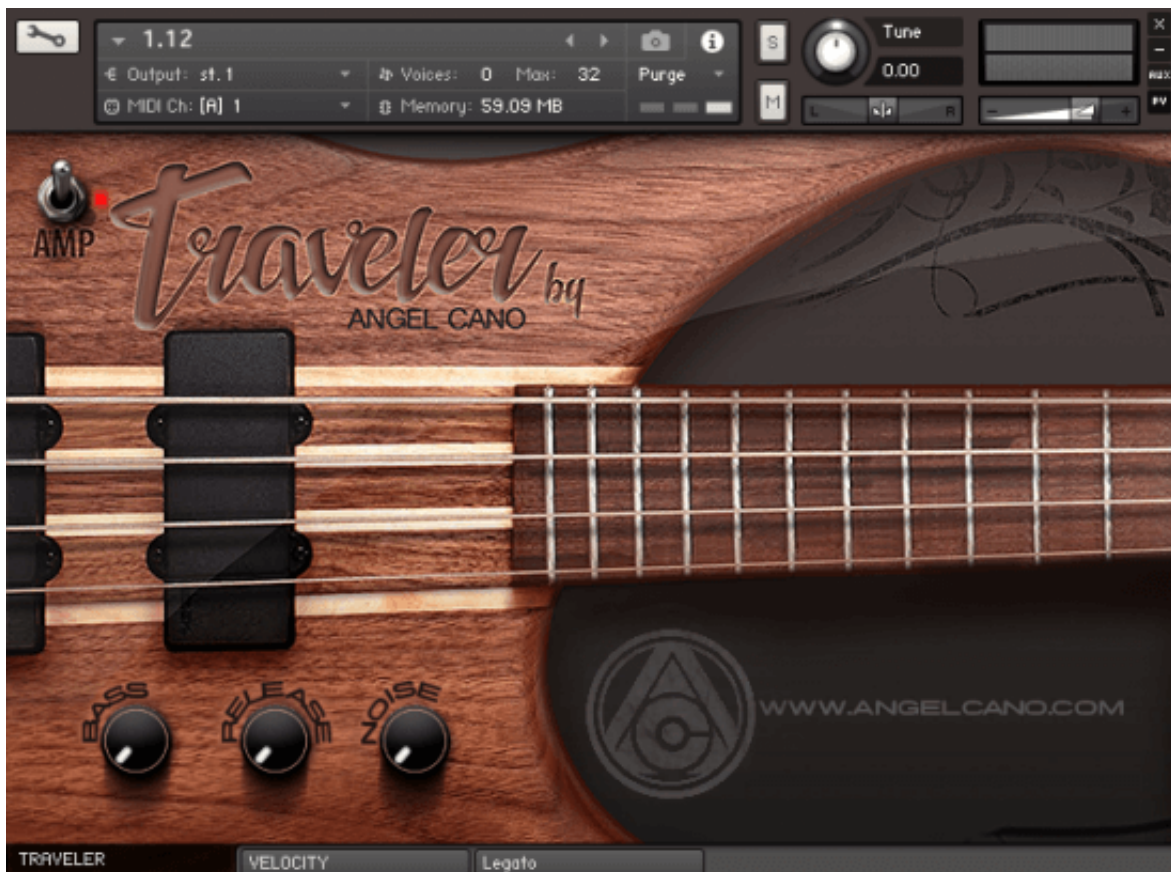 1.12
S
Tune
X
Output: st.1
Voices: 0 Max: 32
Purge
0.00
AUX
MIDI Ch: [A] 1
Memory: 59.09 MB
M
L
R
PV
AMP
Traveler by
ANGEL CANO
BASS
RELEASE
NOISE
WWW.ANGELCANO.COM
TRAVELER
VELOCITY
Legato